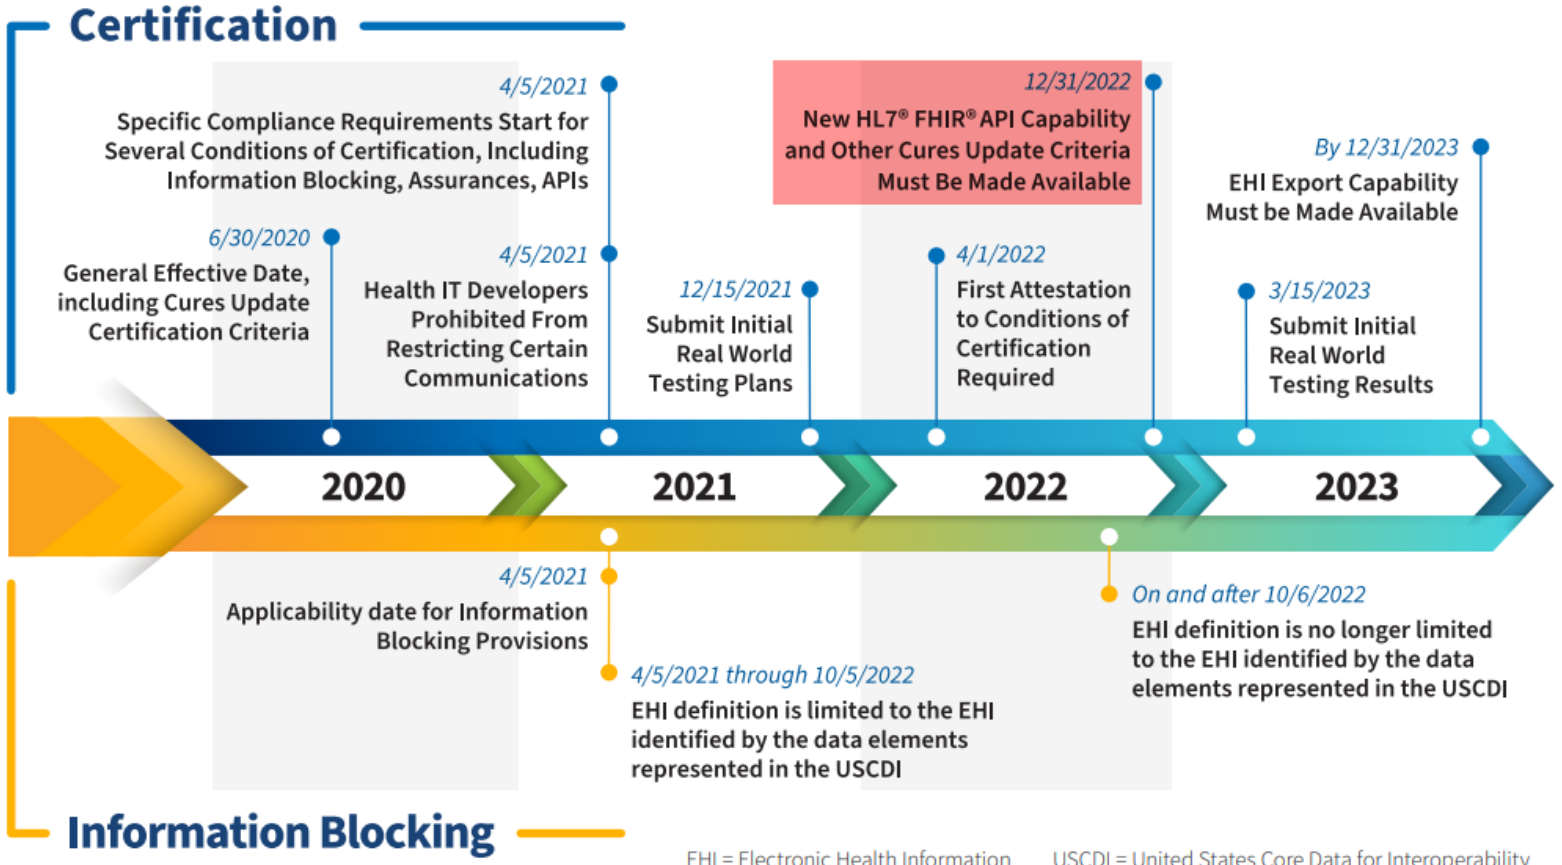 Certification
4/5/2021
Specific Compliance Requirements Start for
Several Conditions of Certification, Including
Information Blocking, Assurances, APIs
12/31/2022
New HL7® FHIR® API Capability
and Other Cures Update Criteria
Must Be Made Available
By 12/31/2023
EHI Export Capability
Must be Made Available
6/30/2020
General Effective Date,
including Cures Update
Certification Criteria
4/5/2021
Health IT Developers
Prohibited From
Restricting Certain
Communications
12/15/2021
Submit Initial
Real World
Testing Plans
4/1/2022
First Attestation
to Conditions of
Certification
Required
3/15/2023
Submit Initial
Real World
Testing Results
2020
2021
2022
2023
4/5/2021
Applicability date for Information
Blocking Provisions
4/5/2021 through 10/5/2022
EHI definition is limited to the EHI
identified by the data elements
represented in the USCDI
On and after 10/6/2022
EHI definition is no longer limited
to the EHI identified by the data
elements represented in the USCDI
Information Blocking
EHI = Electronic Health Information
USCDI = United States Core Data for Interoperability